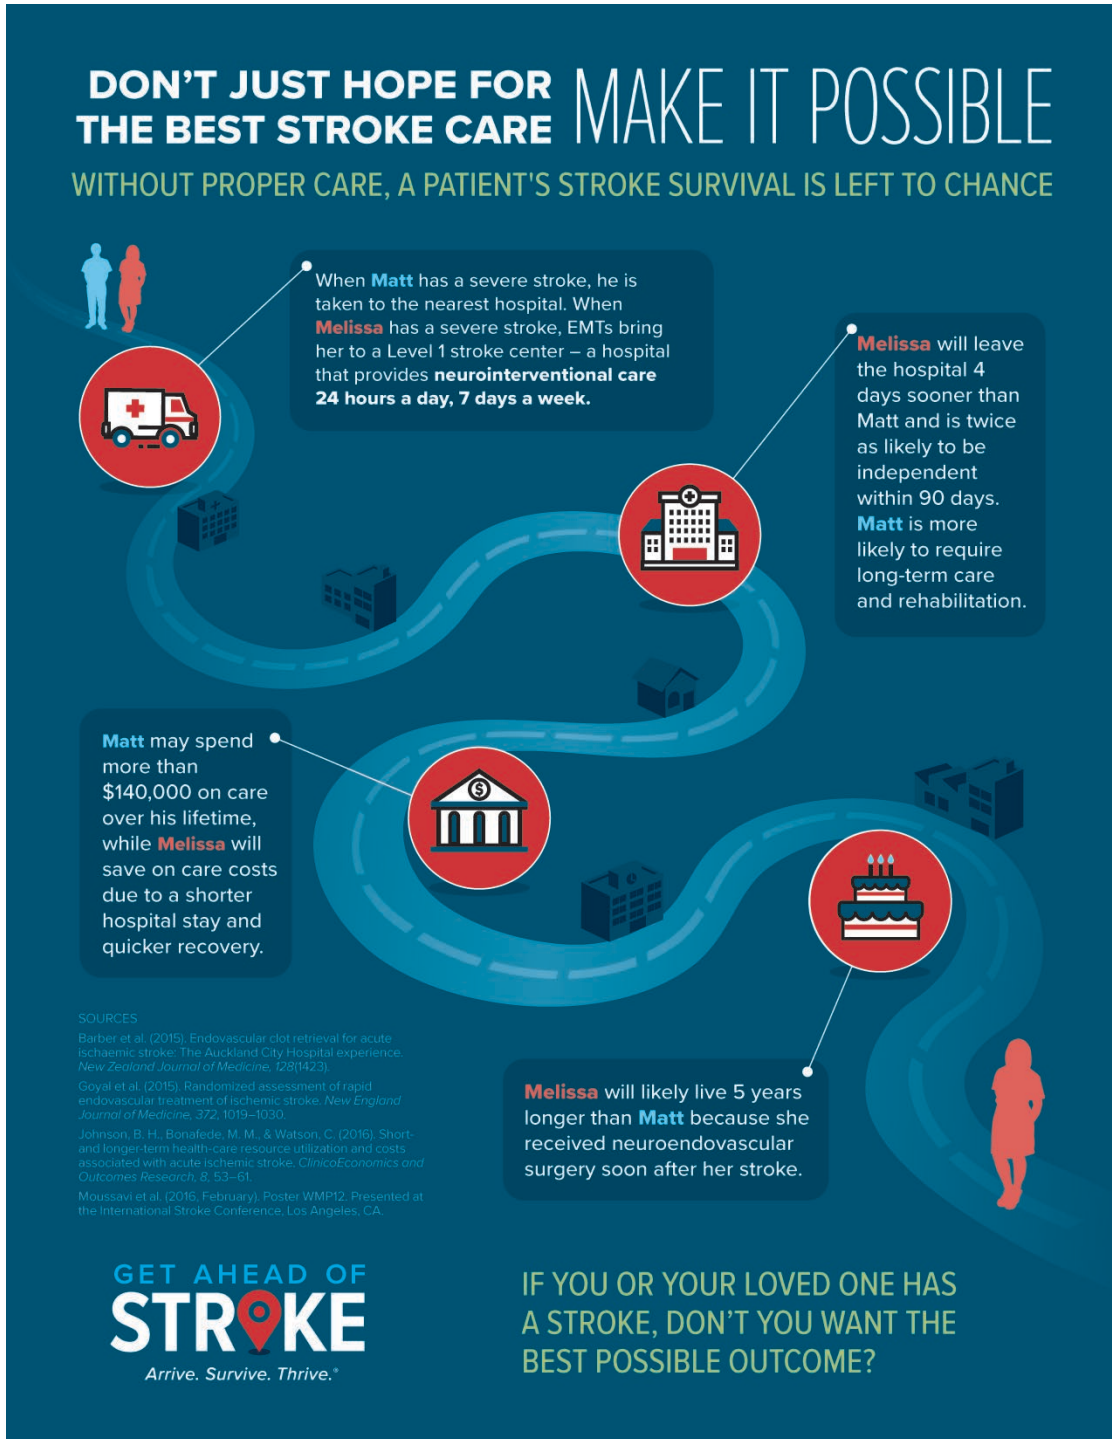 DON'T JUST HOPE FOR
THE BEST STROKE CARE
MAKE IT POSSIBLE
WITHOUT PROPER CARE, A PATIENT'S STROKE SURVIVAL IS LEFT TO CHANCE
When Matt has a severe stroke, he is
taken to the nearest hospital. When
Melissa has a severe stroke, EMTs bring
her to a Level 1 stroke center – a hospital
that provides neurointerventional care
24 hours a day, 7 days a week.
Melissa will leave
the hospital 4
days sooner than
Matt and is twice
as likely to be
independent
within 90 days.
Matt is more
likely to require
long-term care
and rehabilitation.
Matt may spend
more than
$140,000 on care
over his lifetime,
while Melissa will
save on care costs
due to a shorter
hospital stay and
quicker recovery.
$
Melissa will likely live 5 years
longer than Matt because she
received neuroendovascular
surgery soon after her stroke.
SOURCES
Barber et al. (2015). Endovascular clot retrieval for acute
ischaemic stroke: The Auckland City Hospital experience.
New Zealand Journal of Medicine, 128(1423).
Goyal et al. (2015). Randomized assessment of rapid
endovascular treatment of ischemic stroke. New England
Journal of Medicine, 372, 1019–1030.
Johnson, B. H., Bonafede, M. M., & Watson, C. (2016). Short-
and longer-term health-care resource utilization and costs
associated with acute ischemic stroke. ClinicoEconomics and
Outcomes Research, 8, 53–61.
Moussavi et al. (2016, February). Poster WMP12. Presented at
the International Stroke Conference, Los Angeles, CA.
GET AHEAD OF
STROKE
Arrive. Survive. Thrive.®
IF YOU OR YOUR LOVED ONE HAS
A STROKE, DON'T YOU WANT THE
BEST POSSIBLE OUTCOME?